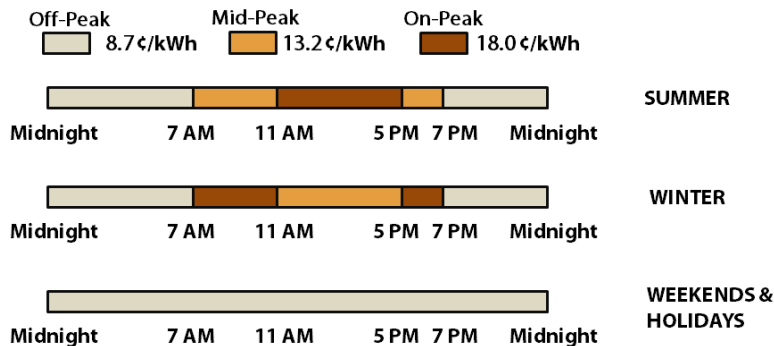 Off-Peak Mid-Peak On-Peak
8.7¢/kWh 13.2¢/kWh 18.0¢/kWh
SUMMER
Midnight 7 AM 11 AM 5 PM 7 PM Midnight
WINTER
Midnight 7 AM 11 AM 5 PM 7 PM Midnight
WEEKENDS &
HOLIDAYS
Midnight 7 AM 11 AM 5 PM 7 PM Midnight